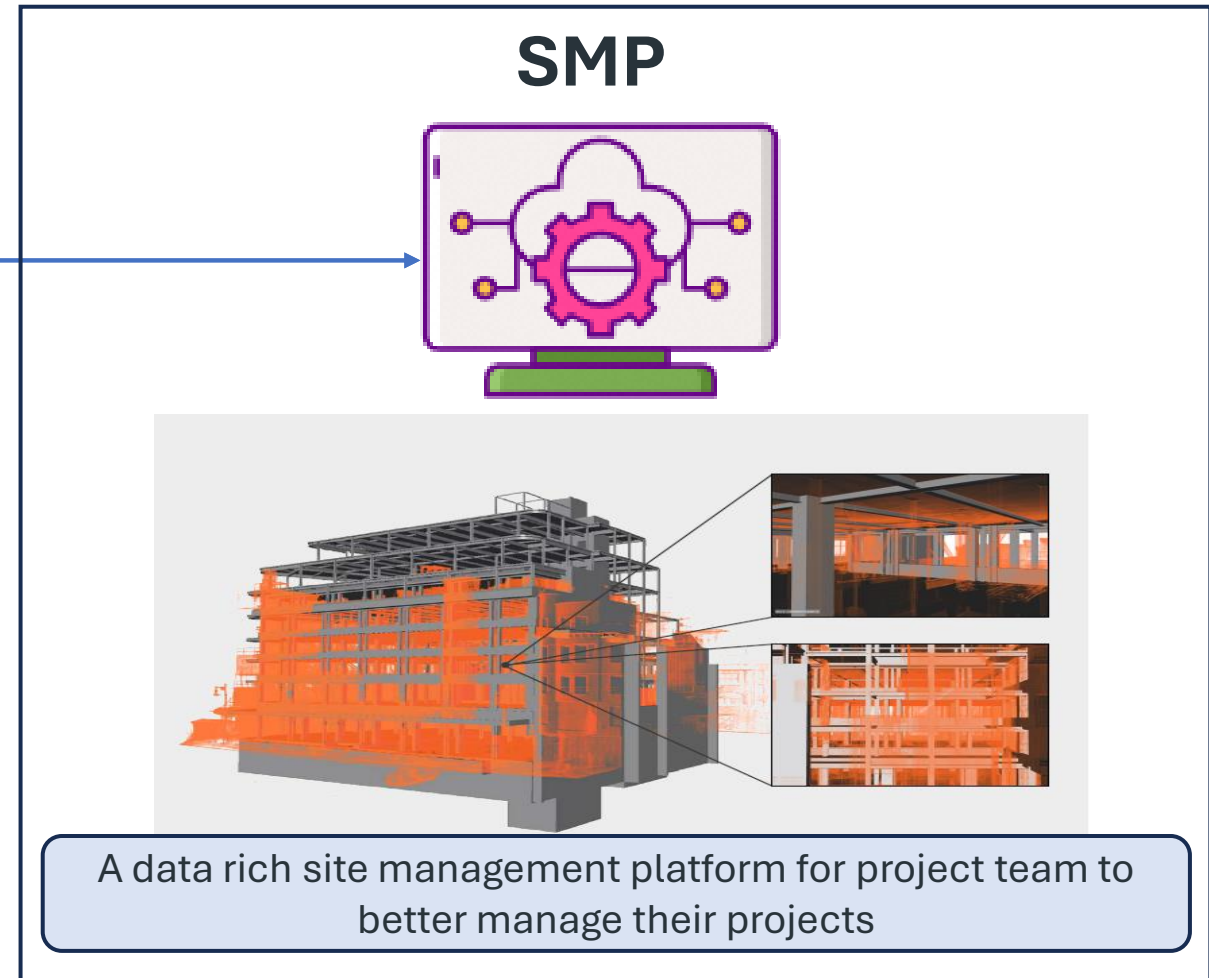 SMP
A data rich site management platform for project team to
better manage their projects